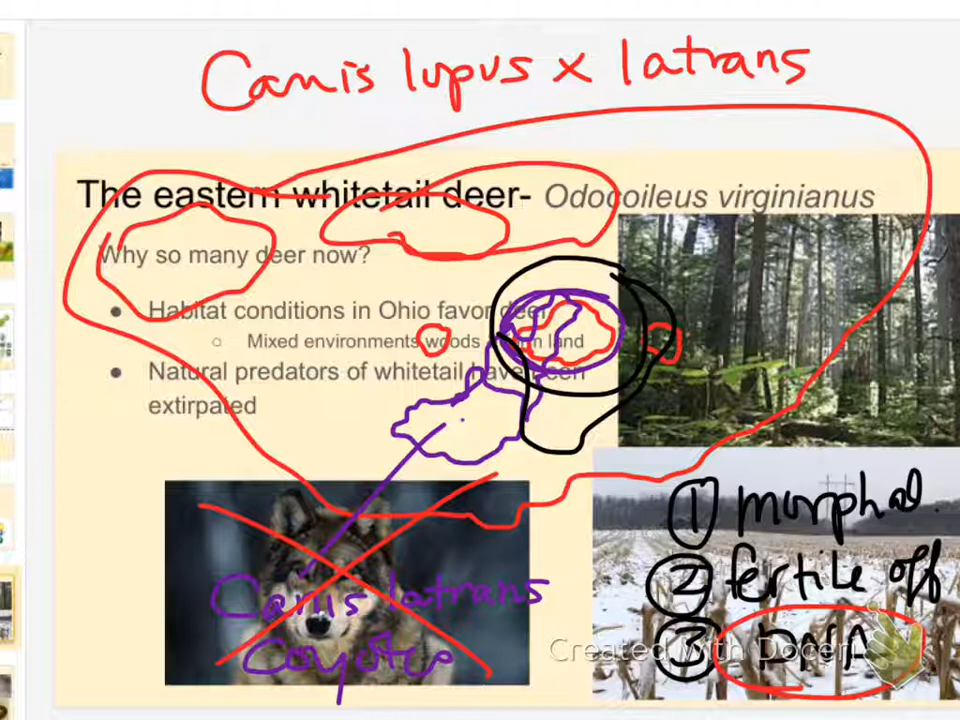 Canis lupus x latrans
The eastern whitetail deer- Odocoileus virginianus
Why so many deer now?
● Habitat conditions in Ohio favor deer
○ Mixed environments woods land
● Natural predators of whitetail have been
extirpated
① morphol.
② fertile off
③ DNA
Canis latrans
Coyote
Created with Doceri